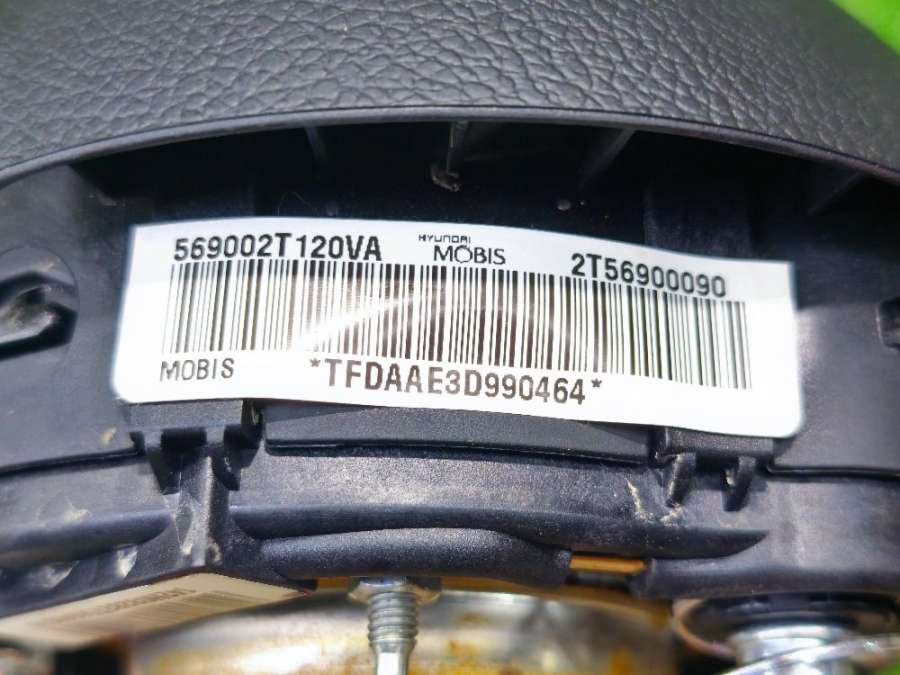 569002T120VA HYUNDAI MOBIS 2T56900090
MOBIS *TFDAAE3D990464*